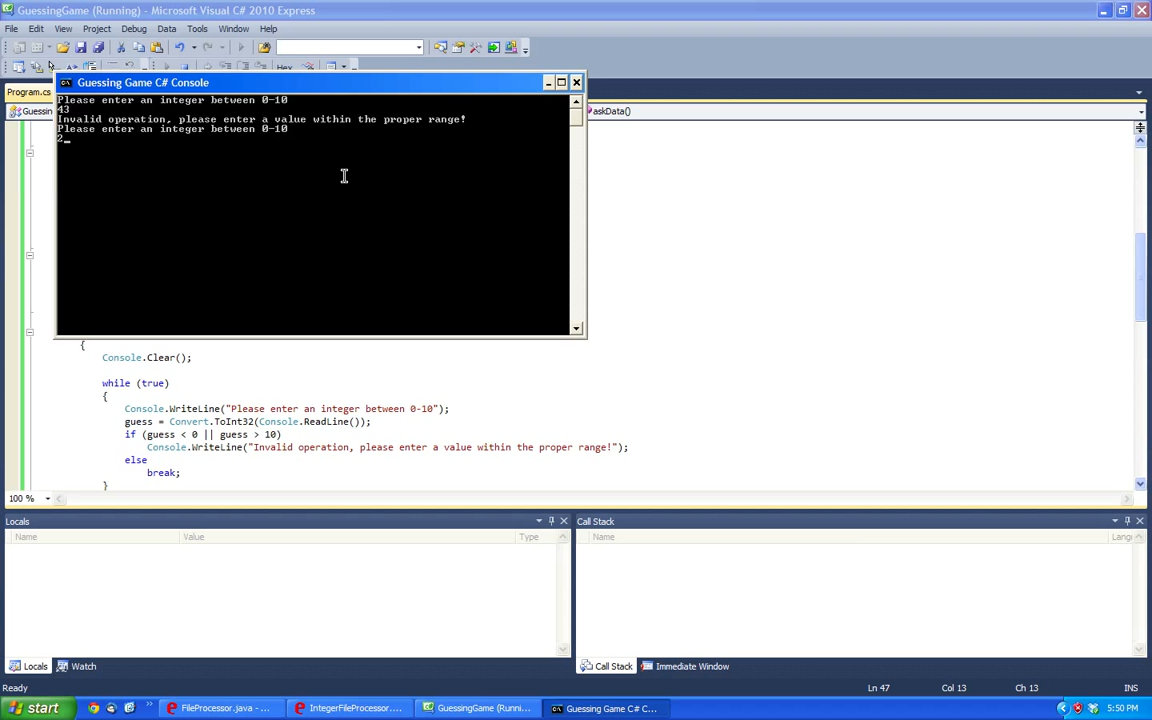 GuessingGame (Running) - Microsoft Visual C# 2010 Express
File Edit View Project Debug Data Tools Window Help
Hex
Program.cs
Guessing Game C# Console
Guessin
askData()
Please enter an integer between 0-10
43
Invalid operation, please enter a value within the proper range!
Please enter an integer between 0-10
2_
{
Console.Clear();
while (true)
{
Console.WriteLine("Please enter an integer between 0-10");
guess = Convert.ToInt32(Console.ReadLine());
if (guess < 0 || guess > 10)
Console.WriteLine("Invalid operation, please enter a value within the proper range!");
else
break;
}
100 %
Locals
Call Stack
Name Value Type
Name Lang
Locals Watch
Call Stack Immediate Window
Ready Ln 47 Col 13 Ch 13 INS
start FileProcessor.java - ... IntegerFileProcessor.... GuessingGame (Runni... Guessing Game C# C... 5:50 PM